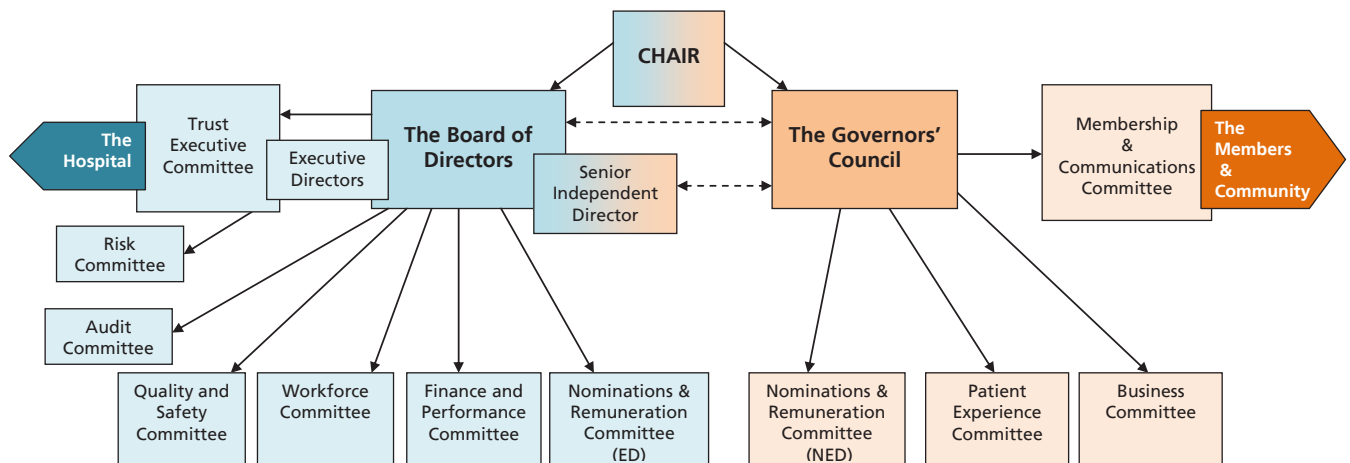 CHAIR
The
Hospital
Trust
Executive
Committee
Executive
Directors
The Board of
Directors
Senior
Independent
Director
The Governors’
Council
Membership
&
Communications
Committee
The
Members
&
Community
Risk
Committee
Audit
Committee
Quality and
Safety
Committee
Workforce
Committee
Finance and
Performance
Committee
Nominations &
Remuneration
Committee
(ED)
Nominations &
Remuneration
Committee
(NED)
Patient
Experience
Committee
Business
Committee